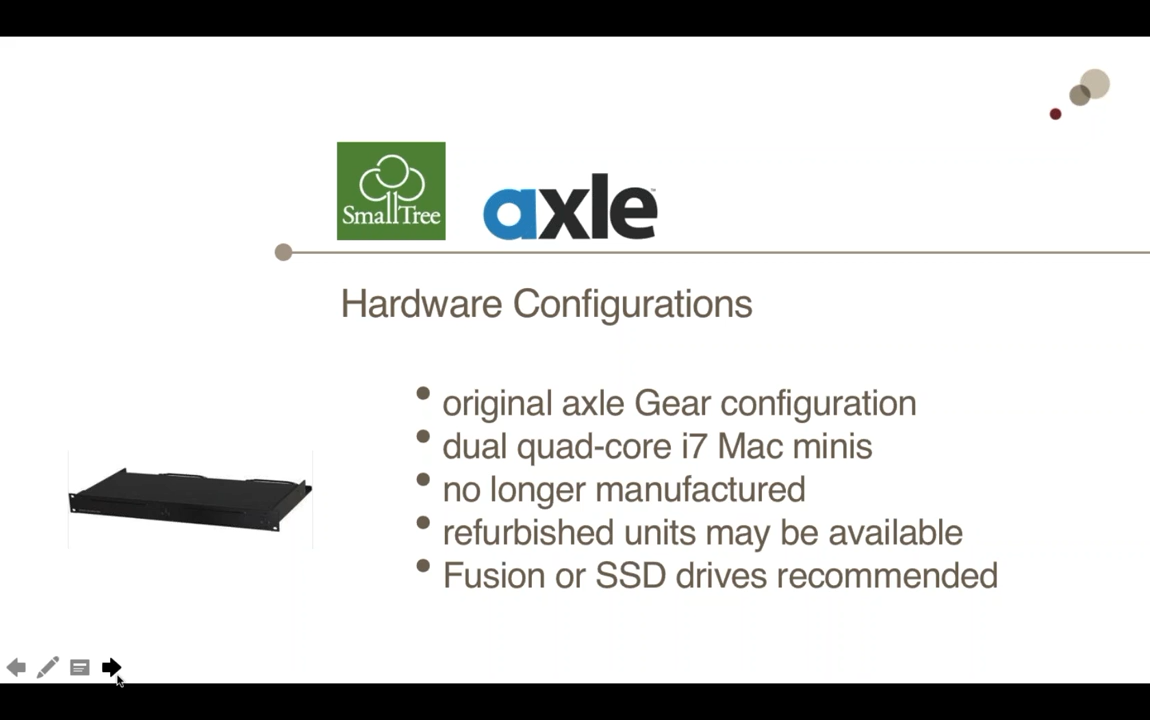 SmallTree
axle™
Hardware Configurations
• original axle Gear configuration
• dual quad-core i7 Mac minis
• no longer manufactured
• refurbished units may be available
• Fusion or SSD drives recommended